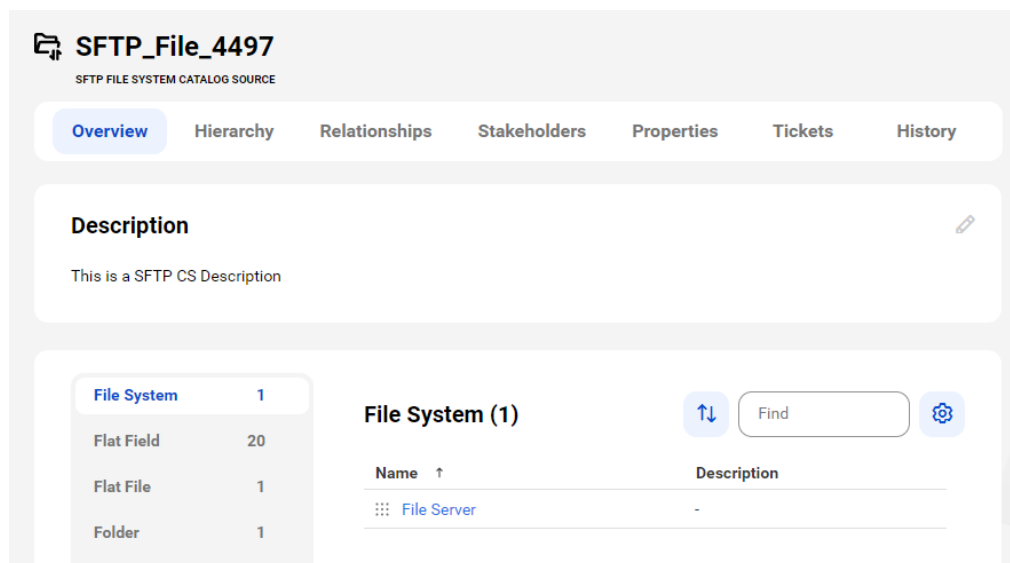 SFTP_File_4497
SFTP FILE SYSTEM CATALOG SOURCE
Overview Hierarchy Relationships Stakeholders Properties Tickets History
Description
This is a SFTP CS Description
File System 1
Flat Field 20
Flat File 1
Folder 1
File System (1)
Find
Name ↑ Description
File Server -